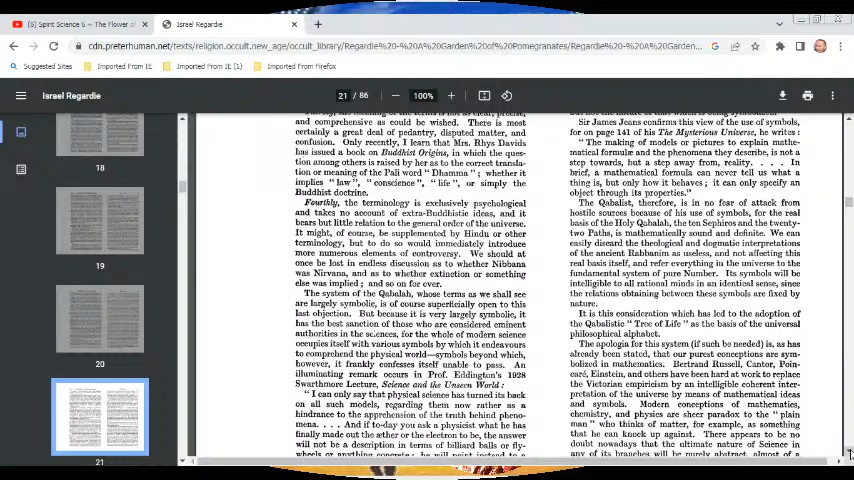 (6) Spirit Science 6 ~ The Flower of
Israel Regardie
cdn.preterhuman.net/texts/religion.occult.new_age/occult_library/Regardie%20-%20A%20Garden%20of%20Pomegranates/Regardie%20-%20A%20Garden...
Suggested Sites
Imported From IE
Imported From IE (1)
Imported From Firefox
Israel Regardie
21 / 86
100%
18
19
20
21
and comprehensive as could be wished. There is most
certainly a great deal of pedantry, disputed matter, and
confusion. Only recently, I learn that Mrs. Rhys Davids
has issued a book on Buddhist Origins, in which the ques-
tion among others is raised by her as to the correct transla-
tion or meaning of the Pali word "Dhamma"; whether it
implies "law", "conscience", "life", or simply the
Buddhist doctrine.
Fourthly, the terminology is exclusively psychological
and takes no account of extra-Buddhistic ideas, and it
bears but little relation to the general order of the universe.
It might, of course, be supplemented by Hindu or other
terminology, but to do so would immediately introduce
more numerous elements of controversy. We should at
once be lost in endless discussion as to whether Nibbana
was Nirvana, and as to whether extinction or something
else was implied; and so on for ever.
The system of the Qabalah, whose terms as we shall see
are largely symbolic, is of course superficially open to this
last objection. But because it is very largely symbolic, it
has the best sanction of those who are considered eminent
authorities in the sciences, for the whole of modern science
occupies itself with various symbols by which it endeavours
to comprehend the physical world—symbols beyond which,
however, it frankly confesses itself unable to pass. An
illuminating remark occurs in Prof. Eddington's 1928
Swarthmore Lecture, Science and the Unseen World:
"I can only say that physical science has turned its back
on all such models, regarding them now rather as a
hindrance to the apprehension of the truth behind pheno-
mena. . . . And if to-day you ask a physicist what he has
finally made out the æther or the electron to be, the answer
will not be a description in terms of billiard balls or fly-
wheels or anything concrete; he will point instead to a
Sir James Jeans confirms this view of the use of symbols,
for on page 141 of his The Mysterious Universe, he writes:
"The making of models or pictures to explain mathe-
matical formulæ and the phenomena they describe, is not a
step towards, but a step away from, reality. . . . In
brief, a mathematical formula can never tell us what a
thing is, but only how it behaves; it can only specify an
object through its properties."
The Qabalist, therefore, is in no fear of attack from
hostile sources because of his use of symbols, for the real
basis of the Holy Qabalah, the ten Sephiros and the twenty-
two Paths, is mathematically sound and definite. We can
easily discard the theological and dogmatic interpretations
of the ancient Rabbanim as useless, and not affecting this
real basis itself, and refer everything in the universe to the
fundamental system of pure Number. Its symbols will be
intelligible to all rational minds in an identical sense, since
the relations obtaining between these symbols are fixed by
nature.
It is this consideration which has led to the adoption of
the Qabalistic "Tree of Life" as the basis of the universal
philosophical alphabet.
The apologia for this system (if such be needed) is, as has
already been stated, that our purest conceptions are sym-
bolized in mathematics. Bertrand Russell, Cantor, Poin-
caré, Einstein, and others have been hard at work to replace
the Victorian empiricism by an intelligible coherent inter-
pretation of the universe by means of mathematical ideas
and symbols. Modern conceptions of mathematics,
chemistry, and physics are sheer paradox to the "plain
man" who thinks of matter, for example, as something
that he can knock up against. There appears to be no
doubt nowadays that the ultimate nature of Science in
any of its branches will be purely abstract, almost of a